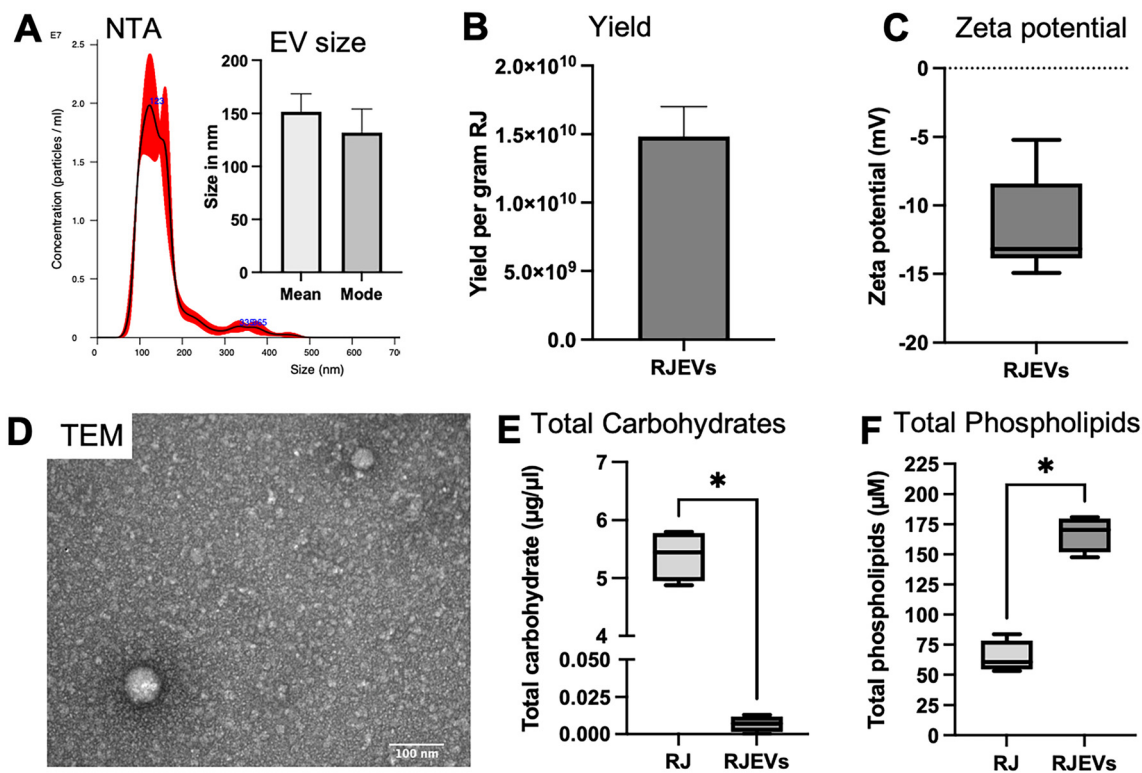 A NTA
E7
2.5
2.0
1.5
1.0
0.5
0
Concentration (particles / ml)
123
0 100 200 300 400 500 600 70
Size (nm)
EV size
200
150
100
50
0
Size in nm
Mean Mode
B Yield
2.0×10¹⁰
1.5×10¹⁰
1.0×10¹⁰
5.0×10⁹
0.0
Yield per gram RJ
RJEVs
C Zeta potential
0
-5
-10
-15
-20
Zeta potential (mV)
RJEVs
D TEM
100 nm
E Total Carbohydrates
7
6
5
4
0.050
0.025
0.000
Total carbohydrate (µg/µl)
*
RJ RJEVs
F Total Phospholipids
225
200
175
150
125
100
75
50
25
0
Total phospholipids (µM)
*
RJ RJEVs